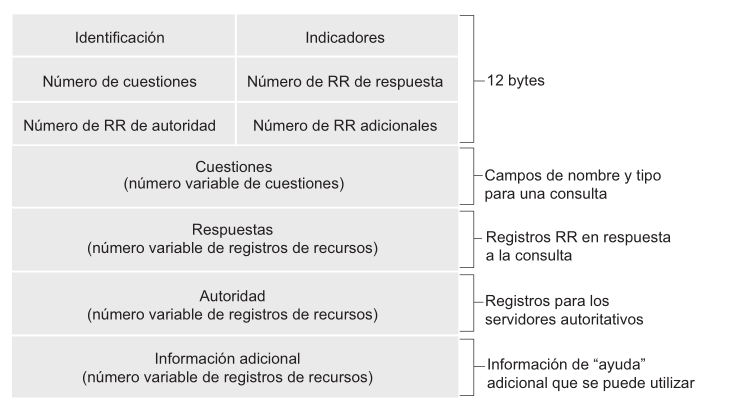 Identificación
Indicadores
Número de cuestiones
Número de RR de respuesta
12 bytes
Número de RR de autoridad
Número de RR adicionales
Cuestiones
(número variable de cuestiones)
Campos de nombre y tipo
para una consulta
Respuestas
(número variable de registros de recursos)
Registros RR en respuesta
a la consulta
Autoridad
(número variable de registros de recursos)
Registros para los
servidores autoritativos
Información adicional
(número variable de registros de recursos)
Información de “ayuda”
adicional que se puede utilizar